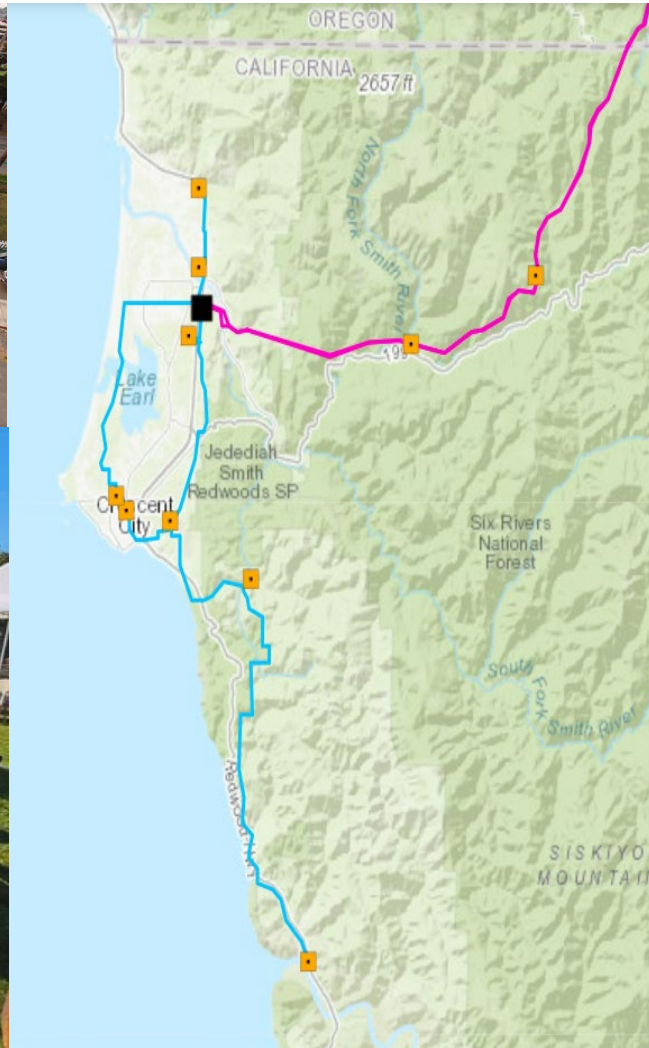 OREGON
CALIFORNIA
2657 ft
North Fork Smith River
199
Lake
Earl
Jedediah
Smith
Redwoods SP
Crescent
City
Six Rivers
National
Forest
South Fork
Smith River
Redwood Hwy
SISKIYO
MOUNTAI